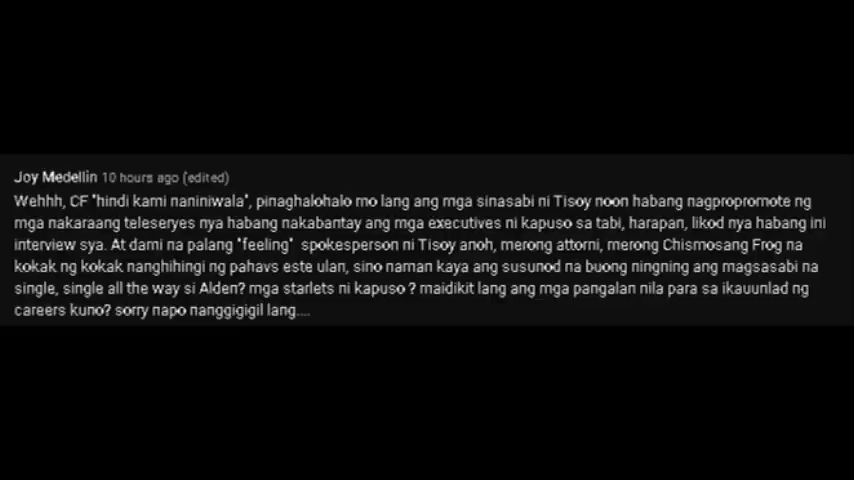 Joy Medellin 10 hours ago (edited)
Wehhh, CF "hindi kami naniniwala", pinaghalohalo mo lang ang mga sinasabi ni Tisoy noon habang nagpropromote ng
mga nakaraang teleseryes nya habang nakabantay ang mga executives ni kapuso sa tabi, harapan, likod nya habang ini
interview sya. At dami na palang "feeling" spokesperson ni Tisoy anoh, merong attorni, merong Chismosang Frog na
kokak ng kokak nanghihingi ng pahavs este ulan, sino naman kaya ang susunod na buong ningning ang magsasabi na
single, single all the way si Alden? mga starlets ni kapuso ? maidikit lang ang mga pangalan nila para sa ikauunlad ng
careers kuno? sorry napo nanggigigil lang....